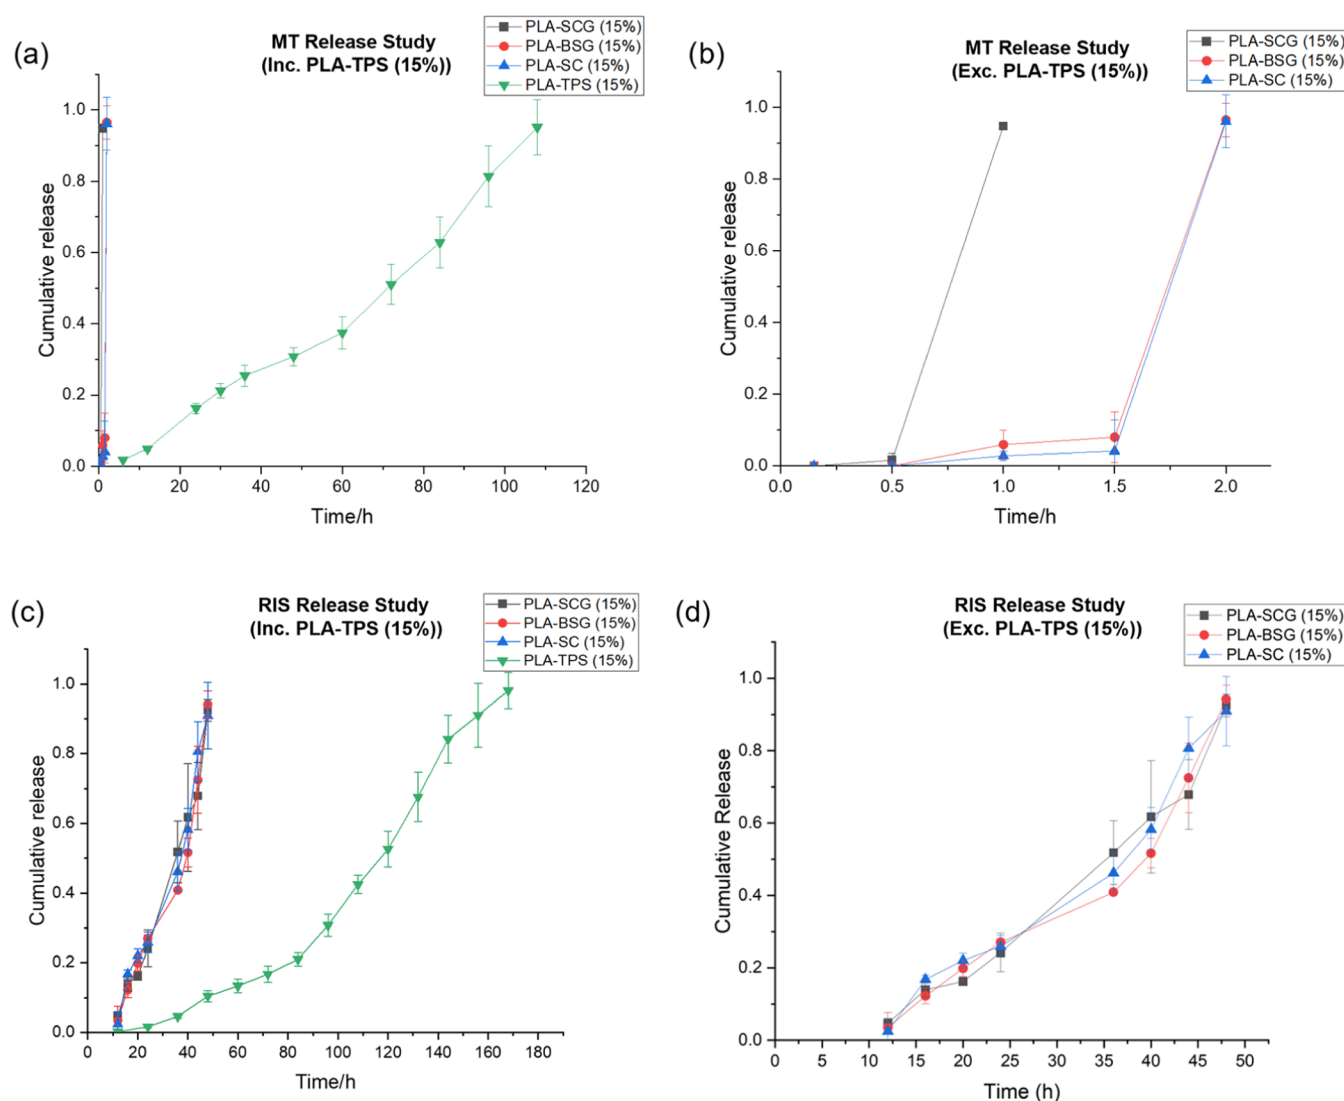 (a)
MT Release Study
(Inc. PLA-TPS (15%))
PLA-SCG (15%)
PLA-BSG (15%)
PLA-SC (15%)
PLA-TPS (15%)
Cumulative release
1.0
0.8
0.6
0.4
0.2
0.0
0 20 40 60 80 100 120
Time/h
(b)
MT Release Study
(Exc. PLA-TPS (15%))
PLA-SCG (15%)
PLA-BSG (15%)
PLA-SC (15%)
Cumulative release
1.0
0.8
0.6
0.4
0.2
0.0
0.0 0.5 1.0 1.5 2.0
Time/h
(c)
RIS Release Study
(Inc. PLA-TPS (15%))
PLA-SCG (15%)
PLA-BSG (15%)
PLA-SC (15%)
PLA-TPS (15%)
Cumulative release
1.0
0.8
0.6
0.4
0.2
0.0
0 20 40 60 80 100 120 140 160 180
Time/h
(d)
RIS Release Study
(Exc. PLA-TPS (15%))
PLA-SCG (15%)
PLA-BSG (15%)
PLA-SC (15%)
Cumulative Release
1.0
0.8
0.6
0.4
0.2
0.0
0 5 10 15 20 25 30 35 40 45 50
Time (h)